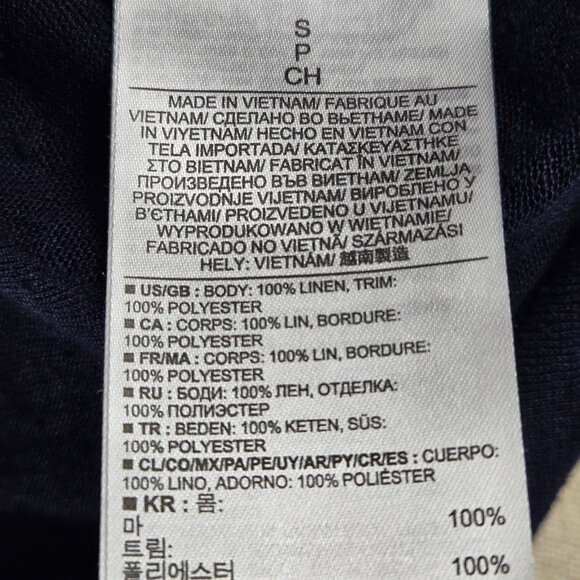 S
P
CH
MADE IN VIETNAM/ FABRIQUE AU
VIETNAM/ СДЕЛАНО ВО ВЬЕТНАМЕ/ MADE
IN VIYETNAM/ HECHO EN VIETNAM CON
TELA IMPORTADA/ ΚΑΤΑΣΚΕΥΑΣΤΗΚΕ
ΣΤΟ ΒΙΕΤΝΑΜ/ FABRICAT ÎN VIETNAM/
ПРОИЗВЕДЕНО ВЪВ ВИЕТНАМ/ ZEMLJA
PROIZVODNJE VIJETNAM/ ВИРОБЛЕНО У
В'ЄТНАМІ/ PROIZVEDENO U VIJETNAMU/
WYPRODUKOWANO W WIETNAMIE/
FABRICADO NO VIETNÃ/ SZÁRMAZÁSI
HELY: VIETNÁM/ 越南製造
■ US/GB : BODY: 100% LINEN, TRIM:
100% POLYESTER
■ CA : CORPS: 100% LIN, BORDURE:
100% POLYESTER
■ FR/MA : CORPS: 100% LIN, BORDURE:
100% POLYESTER
■ RU : БОДИ: 100% ЛЕН, ОТДЕЛКА:
100% ПОЛИЭСТЕР
■ TR : BEDEN: 100% KETEN, SÜS:
100% POLYESTER
■ CL/CO/MX/PA/PE/UY/AR/PY/CR/ES : CUERPO:
100% LINO, ADORNO: 100% POLIÉSTER
■ KR : 몸:
마 100%
트림:
폴리에스터 100%